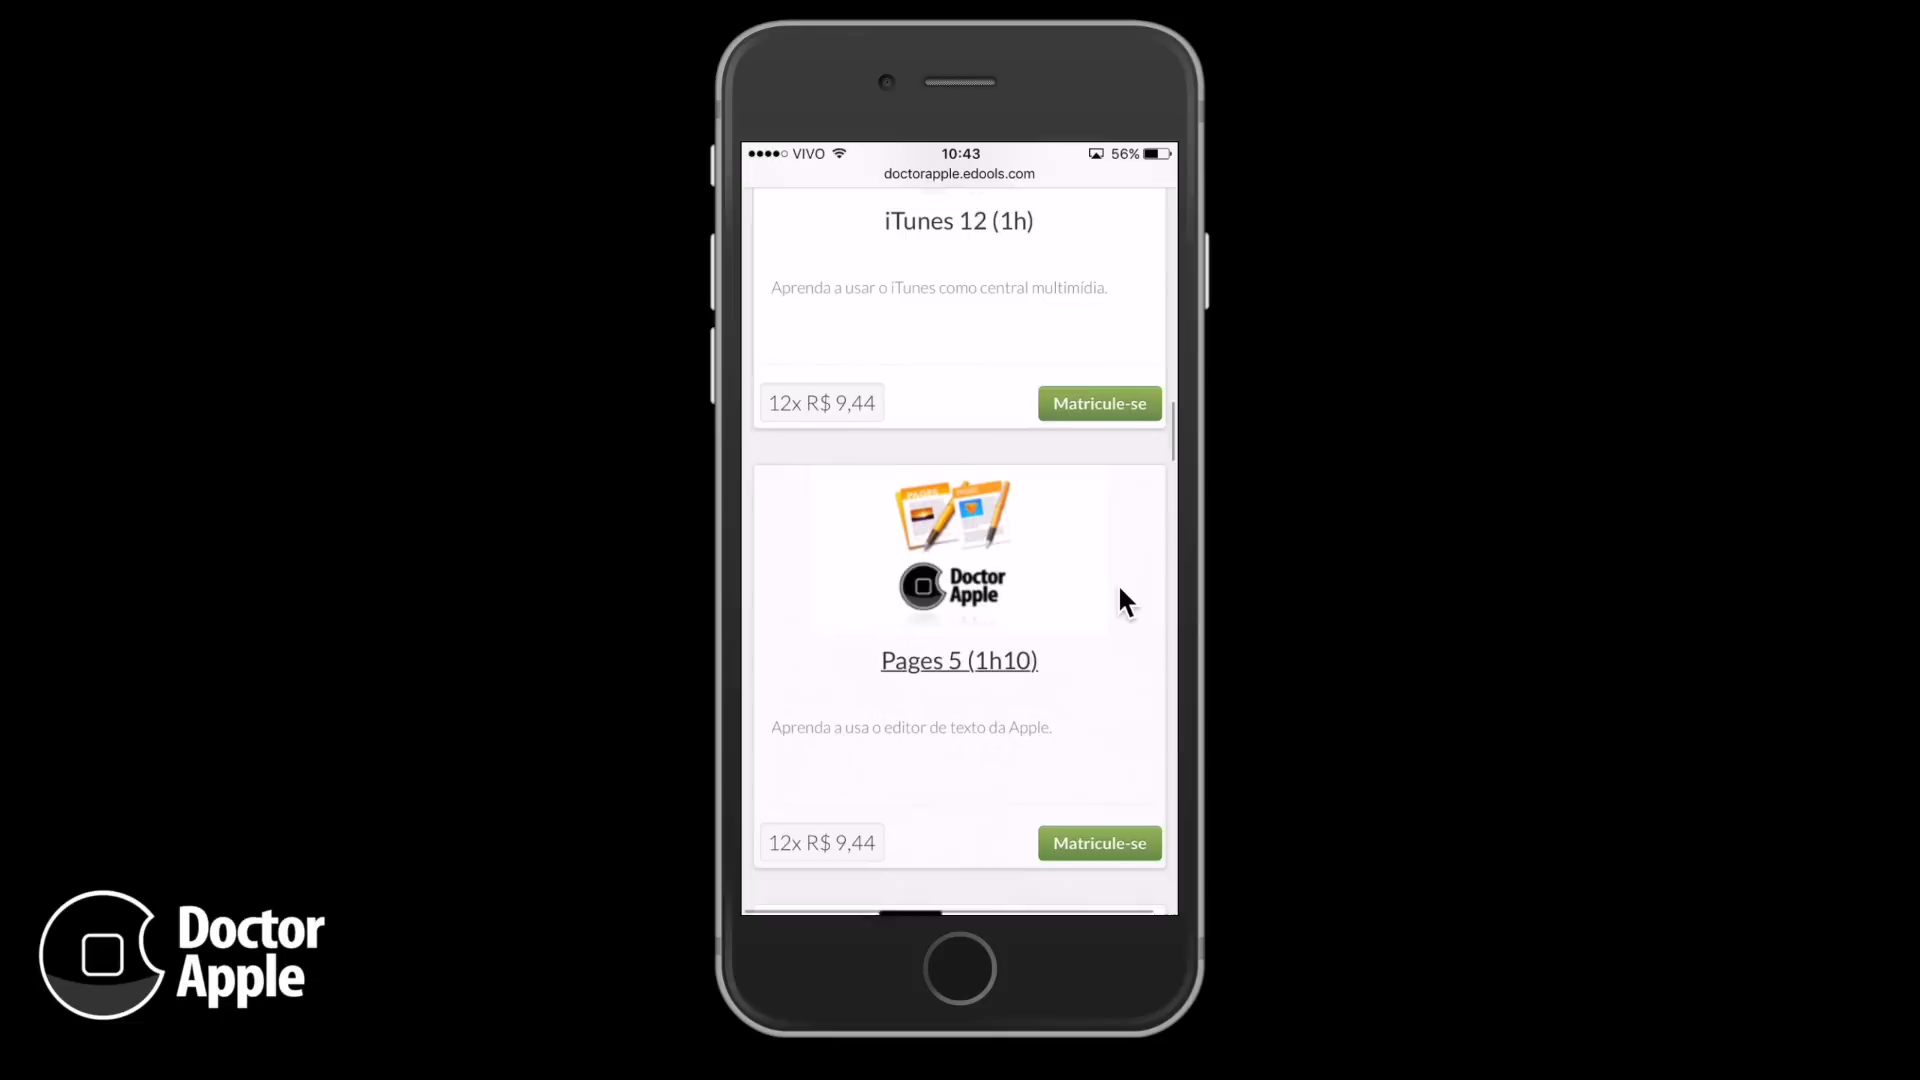 VIVO 10:43 56%
doctorapple.edools.com
iTunes 12 (1h)
Aprenda a usar o iTunes como central multimídia.
12x R$ 9,44 Matricule-se
PAGES
Doctor
Apple
Pages 5 (1h10)
Aprenda a usa o editor de texto da Apple.
12x R$ 9,44 Matricule-se
Doctor
Apple